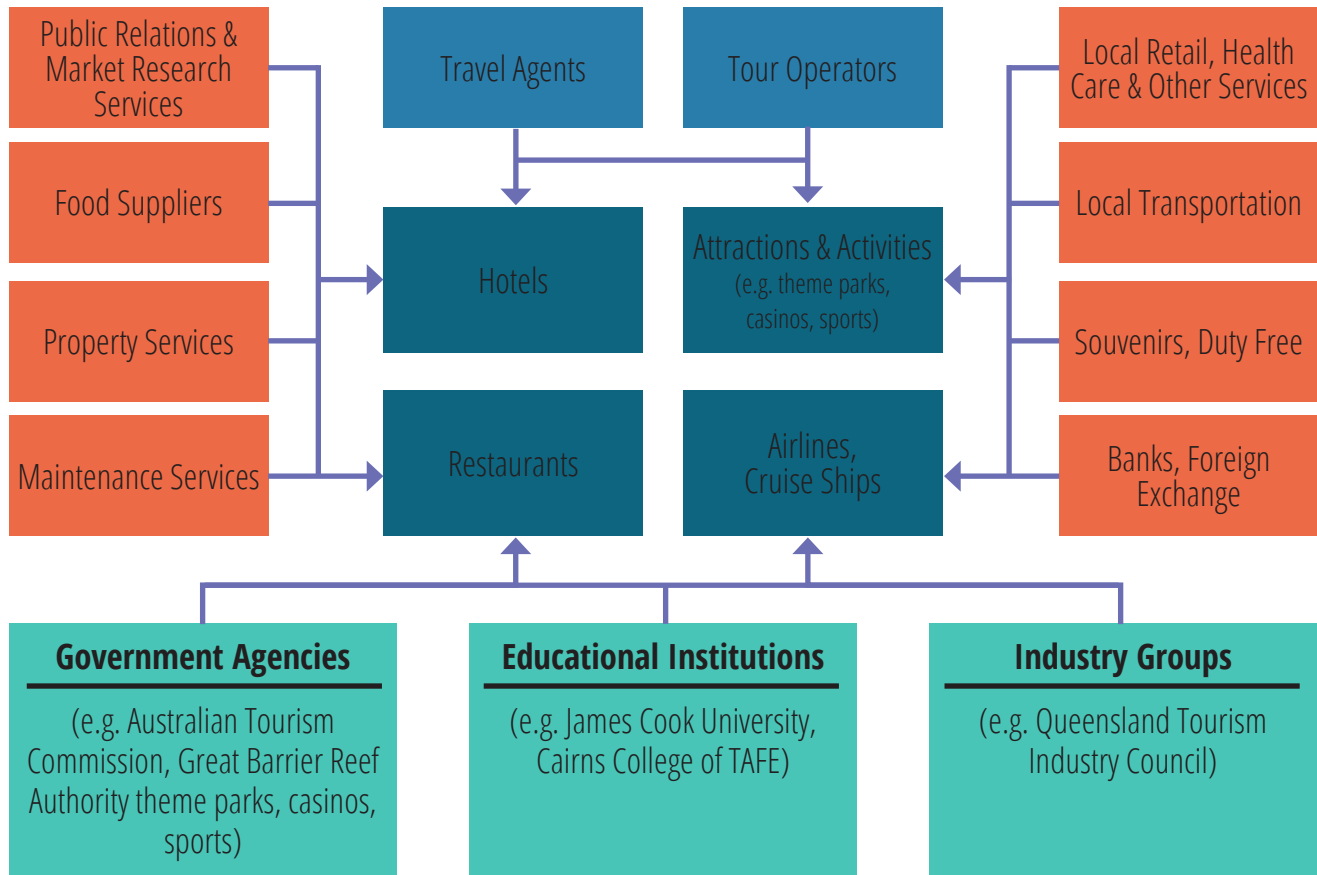 Public Relations &
Market Research
Services
Travel Agents
Tour Operators
Local Retail, Health
Care & Other Services
Food Suppliers
Hotels
Attractions & Activities
(e.g. theme parks,
casinos, sports)
Local Transportation
Property Services
Souvenirs, Duty Free
Maintenance Services
Restaurants
Airlines,
Cruise Ships
Banks, Foreign
Exchange
Government Agencies
(e.g. Australian Tourism
Commission, Great Barrier Reef
Authority theme parks, casinos,
sports)
Educational Institutions
(e.g. James Cook University,
Cairns College of TAFE)
Industry Groups
(e.g. Queensland Tourism
Industry Council)